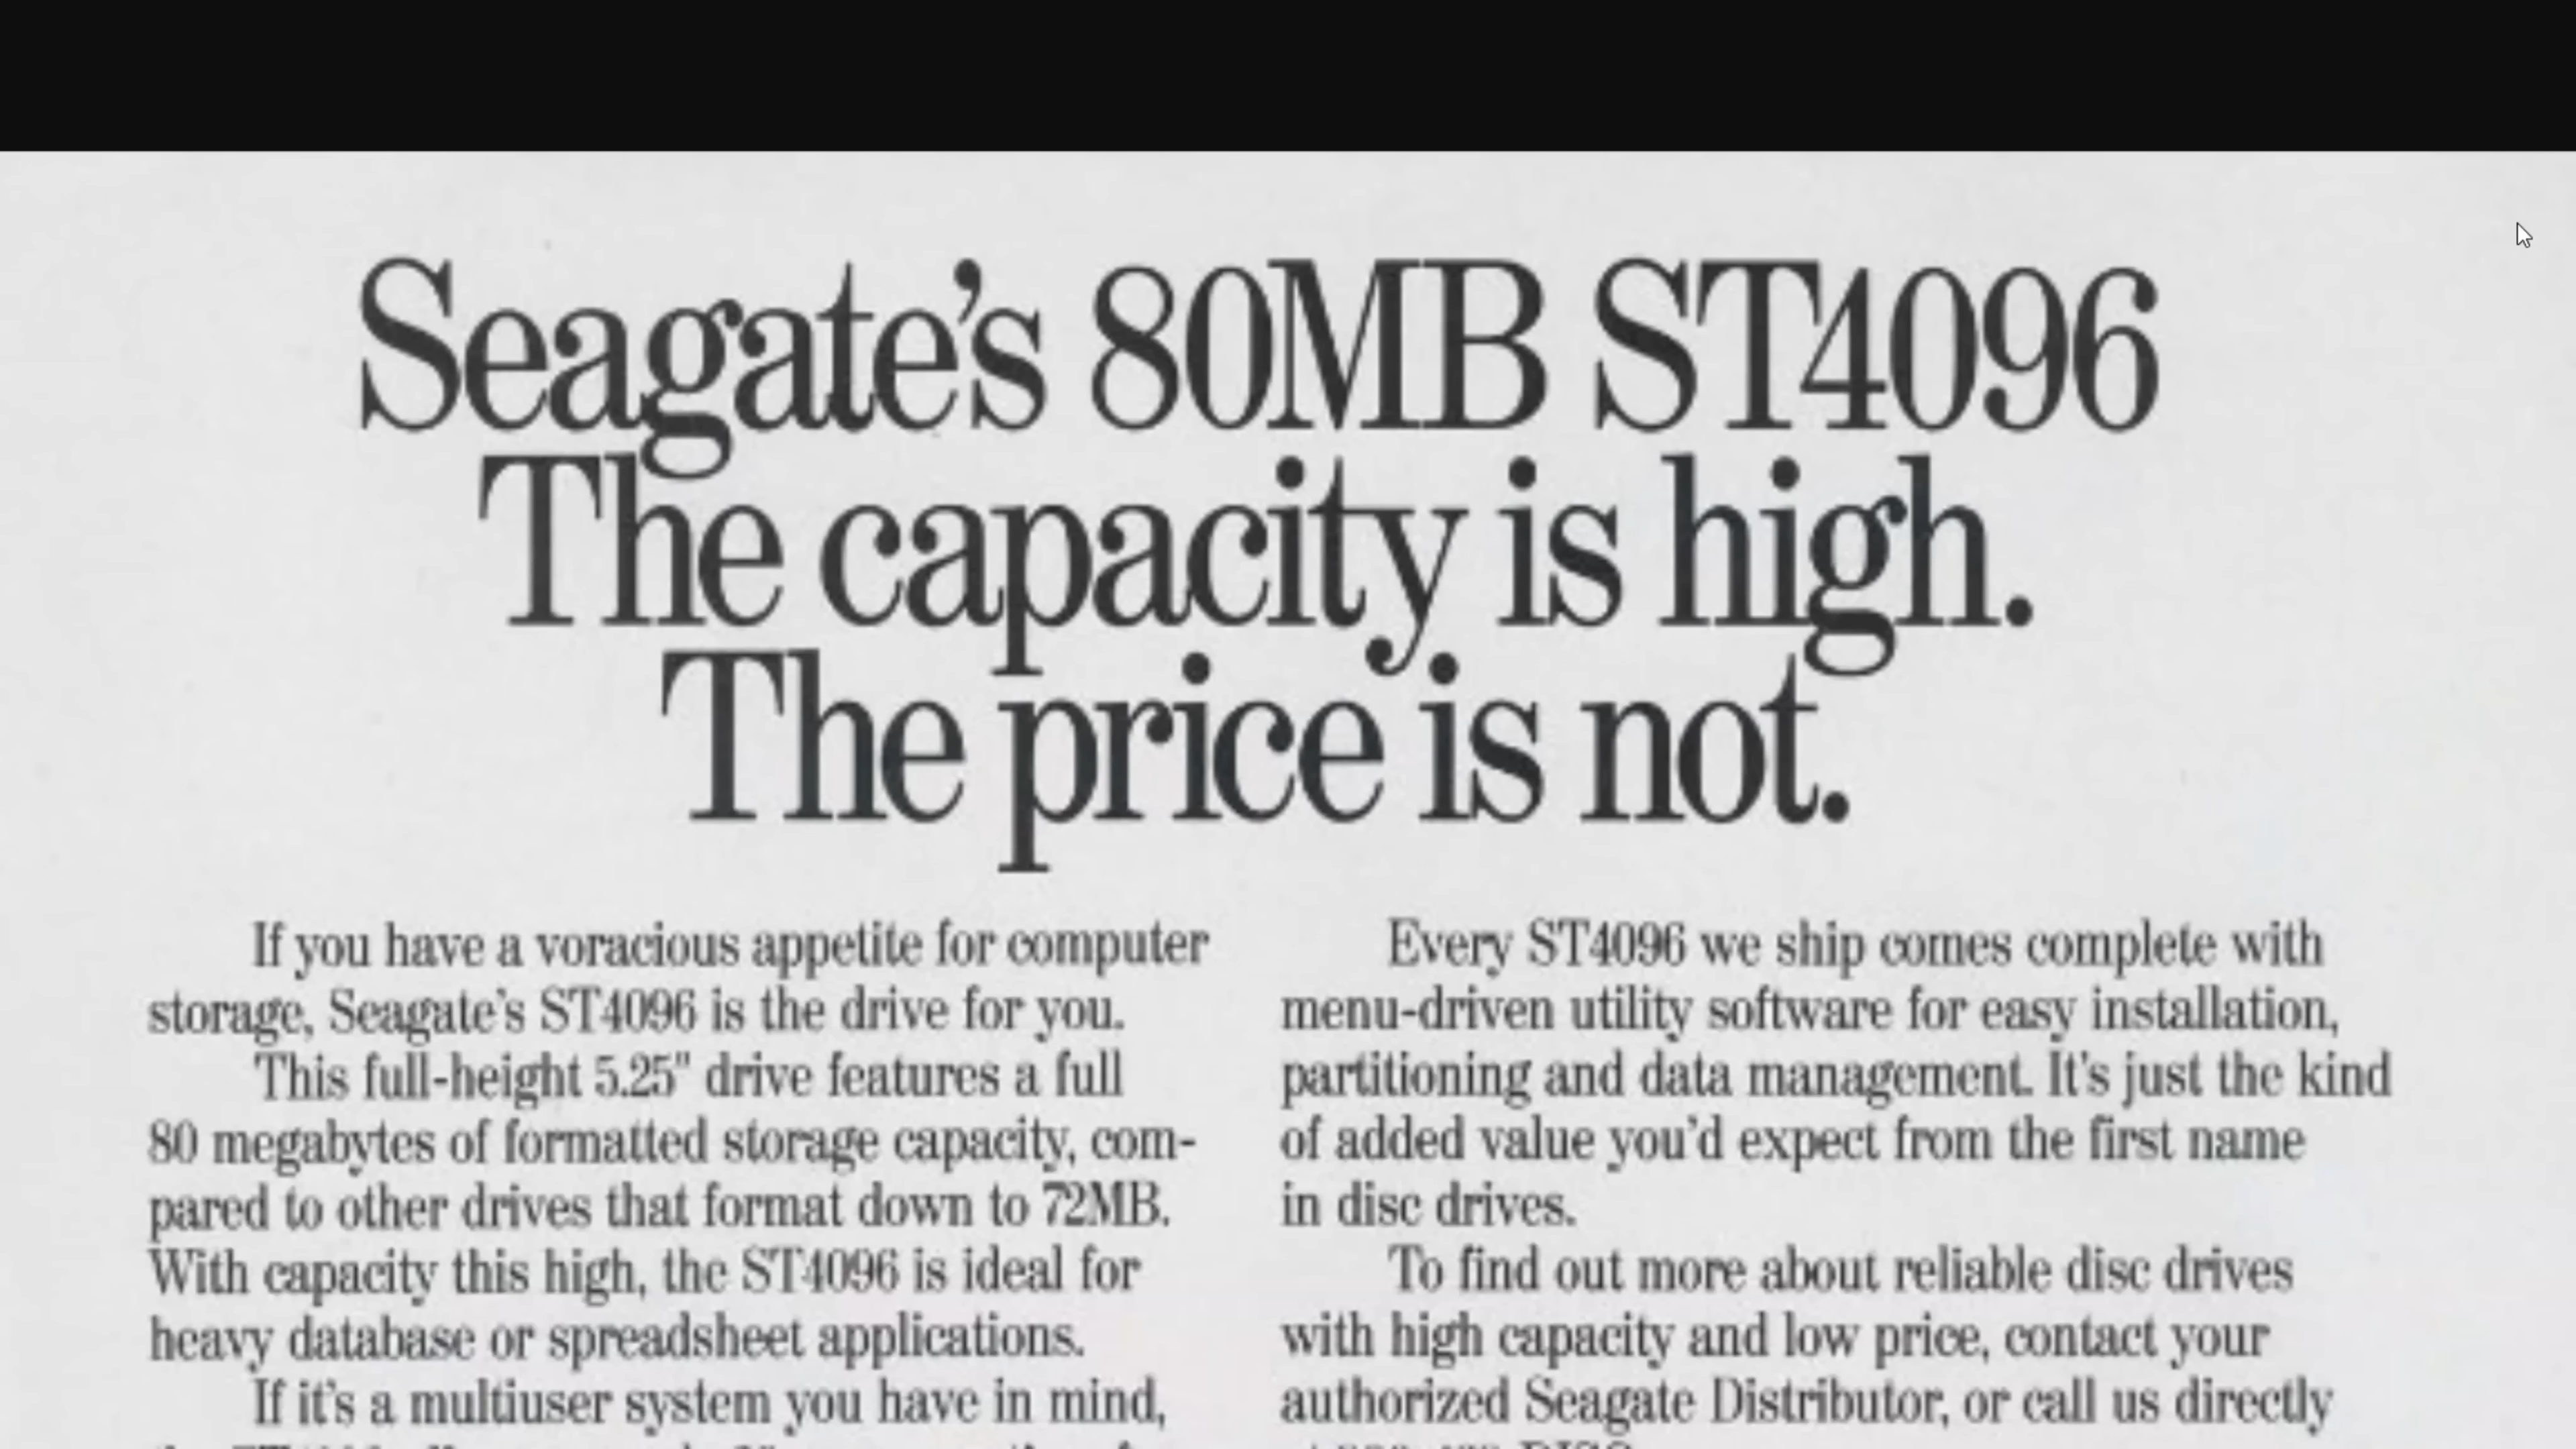 Seagate's 80MB ST4096
The capacity is high.
The price is not.
If you have a voracious appetite for computer
storage, Seagate's ST4096 is the drive for you.
This full-height 5.25" drive features a full
80 megabytes of formatted storage capacity, com-
pared to other drives that format down to 72MB.
With capacity this high, the ST4096 is ideal for
heavy database or spreadsheet applications.
If it's a multiuser system you have in mind,
Every ST4096 we ship comes complete with
menu-driven utility software for easy installation,
partitioning and data management. It's just the kind
of added value you'd expect from the first name
in disc drives.
To find out more about reliable disc drives
with high capacity and low price, contact your
authorized Seagate Distributor, or call us directly